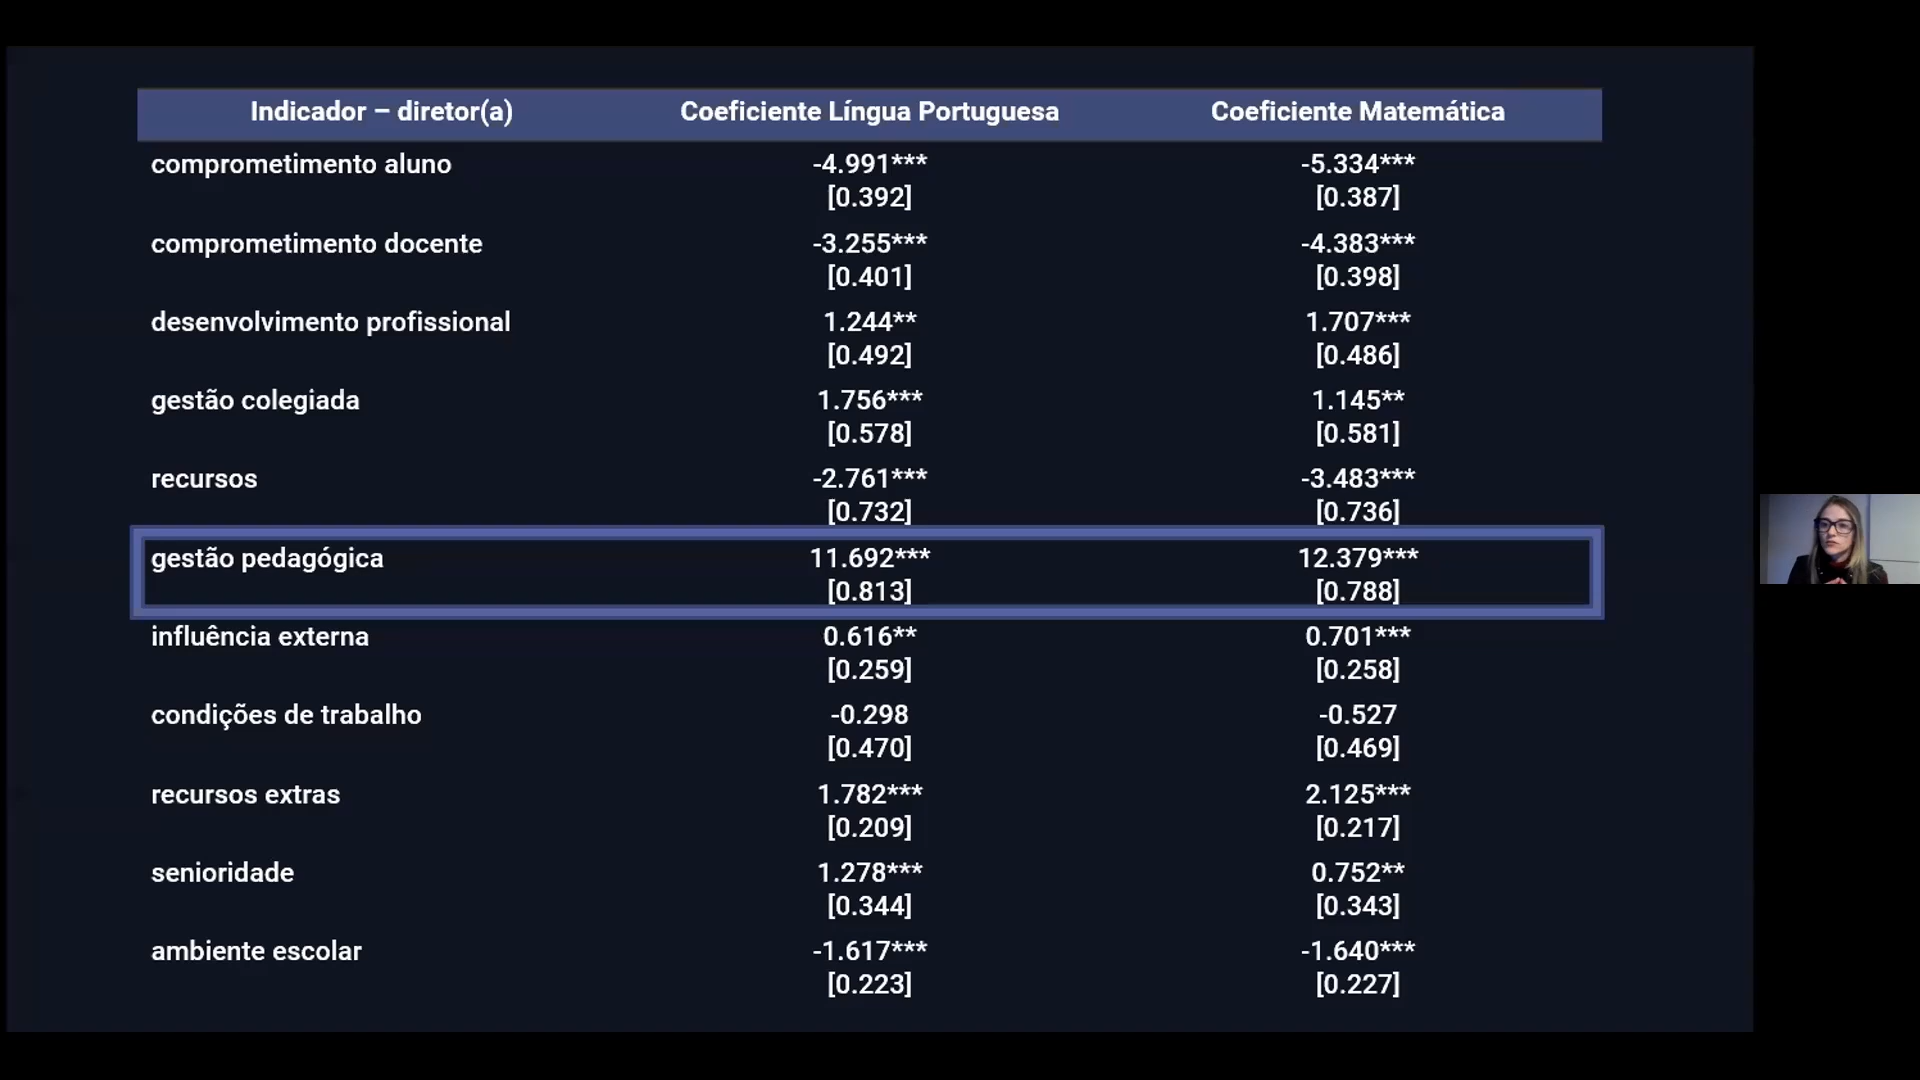 Indicador – diretor(a) Coeficiente Língua Portuguesa Coeficiente Matemática
comprometimento aluno -4.991*** -5.334***
[0.392] [0.387]
comprometimento docente -3.255*** -4.383***
[0.401] [0.398]
desenvolvimento profissional 1.244** 1.707***
[0.492] [0.486]
gestão colegiada 1.756*** 1.145**
[0.578] [0.581]
recursos -2.761*** -3.483***
[0.732] [0.736]
gestão pedagógica 11.692*** 12.379***
[0.813] [0.788]
influência externa 0.616** 0.701***
[0.259] [0.258]
condições de trabalho -0.298 -0.527
[0.470] [0.469]
recursos extras 1.782*** 2.125***
[0.209] [0.217]
senioridade 1.278*** 0.752**
[0.344] [0.343]
ambiente escolar -1.617*** -1.640***
[0.223] [0.227]